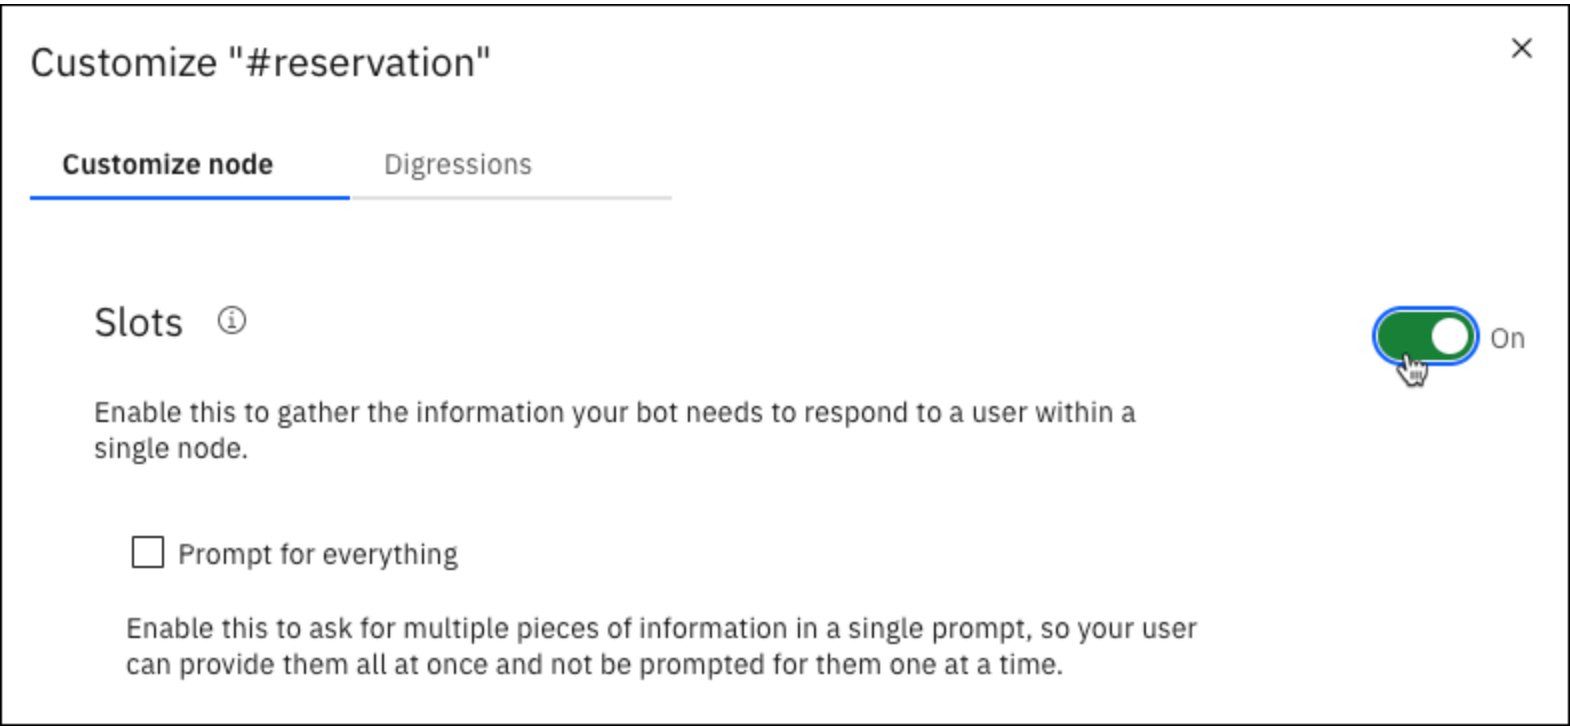 Customize "#reservation"
Customize node
Digressions
Slots
On
Enable this to gather the information your bot needs to respond to a user within a
single node.
Prompt for everything
Enable this to ask for multiple pieces of information in a single prompt, so your user
can provide them all at once and not be prompted for them one at a time.